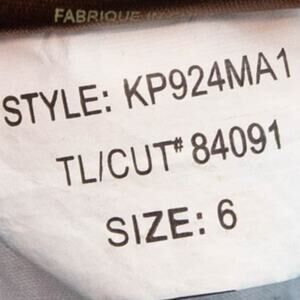 FABRIQUE
STYLE: KP924MA1
TL/CUT# 84091
SIZE: 6